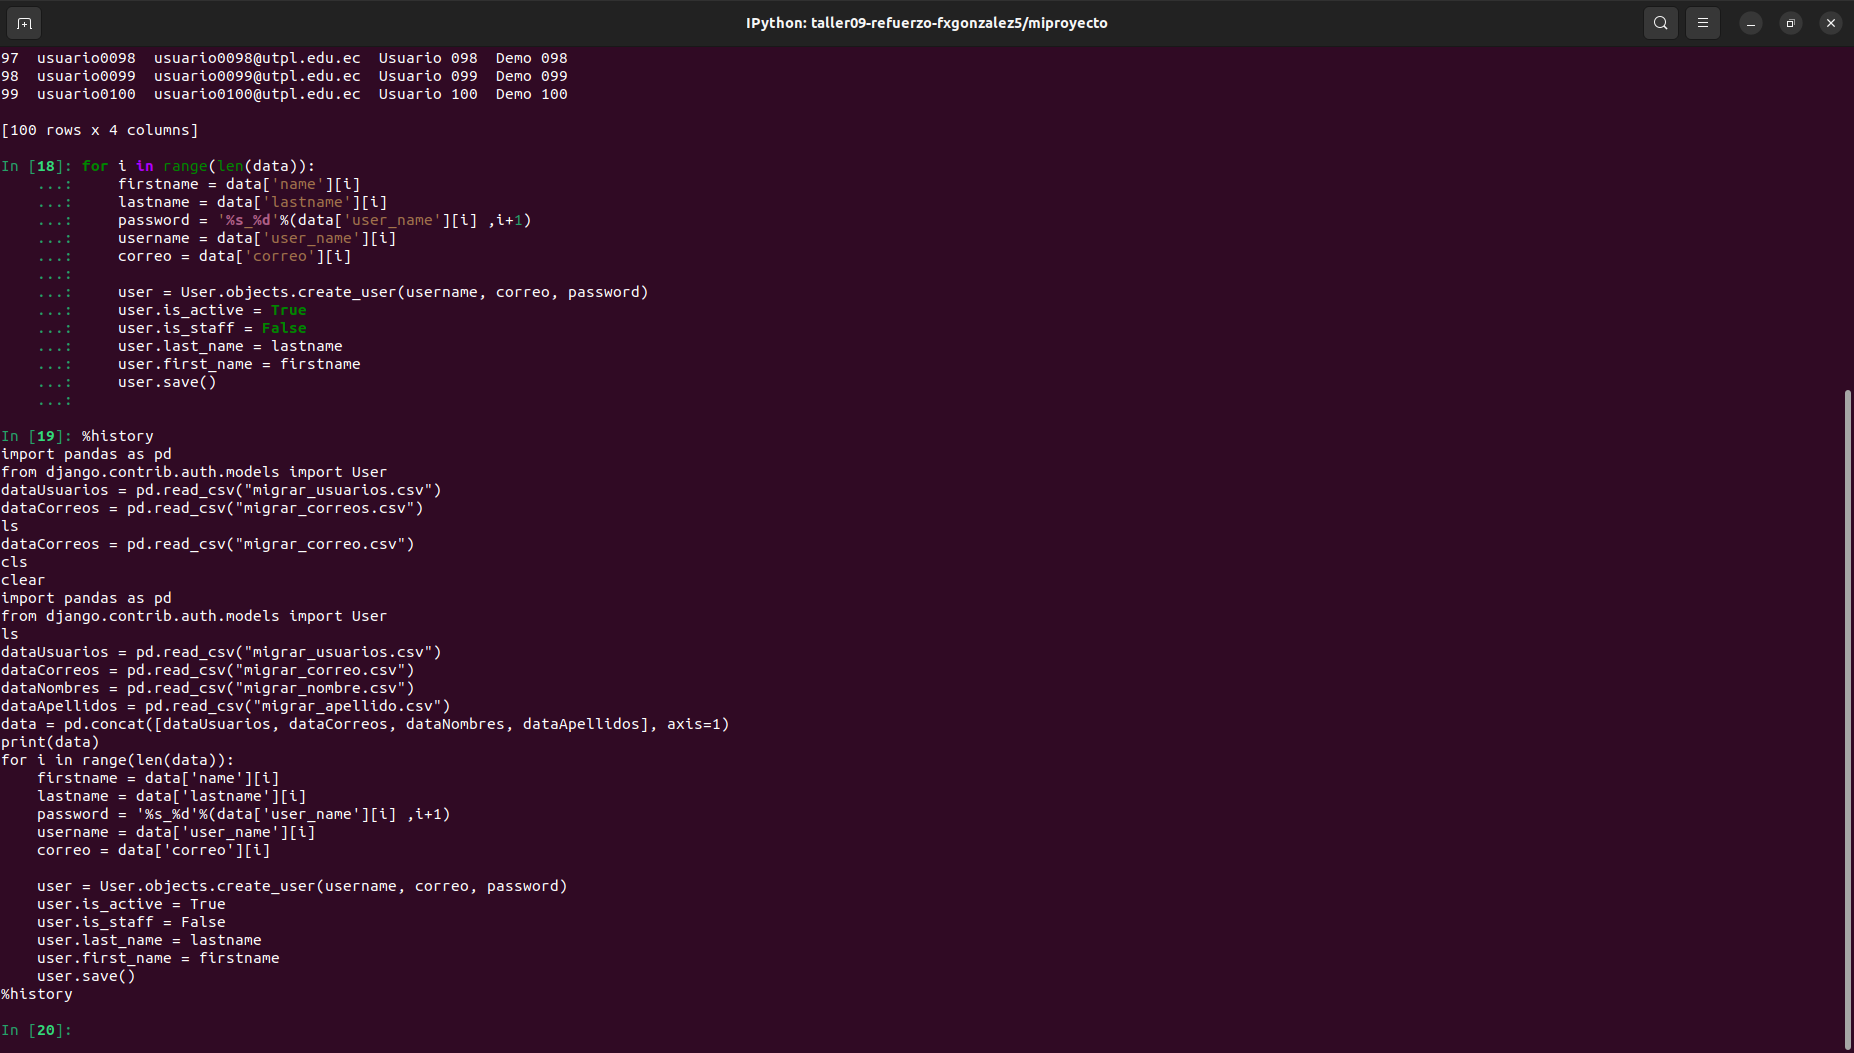 IPython: taller09-refuerzo-fxgonzalez5/miproyecto
97  usuario0098  usuario0098@utpl.edu.ec  Usuario 098  Demo 098
98  usuario0099  usuario0099@utpl.edu.ec  Usuario 099  Demo 099
99  usuario0100  usuario0100@utpl.edu.ec  Usuario 100  Demo 100
[100 rows x 4 columns]
In [18]: for i in range(len(data)):
    ...:     firstname = data['name'][i]
    ...:     lastname = data['lastname'][i]
    ...:     password = '%s_%d'%(data['user_name'][i] ,i+1)
    ...:     username = data['user_name'][i]
    ...:     correo = data['correo'][i]
    ...:
    ...:     user = User.objects.create_user(username, correo, password)
    ...:     user.is_active = True
    ...:     user.is_staff = False
    ...:     user.last_name = lastname
    ...:     user.first_name = firstname
    ...:     user.save()
    ...:
In [19]: %history
import pandas as pd
from django.contrib.auth.models import User
dataUsuarios = pd.read_csv("migrar_usuarios.csv")
dataCorreos = pd.read_csv("migrar_correos.csv")
ls
dataCorreos = pd.read_csv("migrar_correo.csv")
cls
clear
import pandas as pd
from django.contrib.auth.models import User
ls
dataUsuarios = pd.read_csv("migrar_usuarios.csv")
dataCorreos = pd.read_csv("migrar_correo.csv")
dataNombres = pd.read_csv("migrar_nombre.csv")
dataApellidos = pd.read_csv("migrar_apellido.csv")
data = pd.concat([dataUsuarios, dataCorreos, dataNombres, dataApellidos], axis=1)
print(data)
for i in range(len(data)):
    firstname = data['name'][i]
    lastname = data['lastname'][i]
    password = '%s_%d'%(data['user_name'][i] ,i+1)
    username = data['user_name'][i]
    correo = data['correo'][i]
    user = User.objects.create_user(username, correo, password)
    user.is_active = True
    user.is_staff = False
    user.last_name = lastname
    user.first_name = firstname
    user.save()
%history
In [20]: